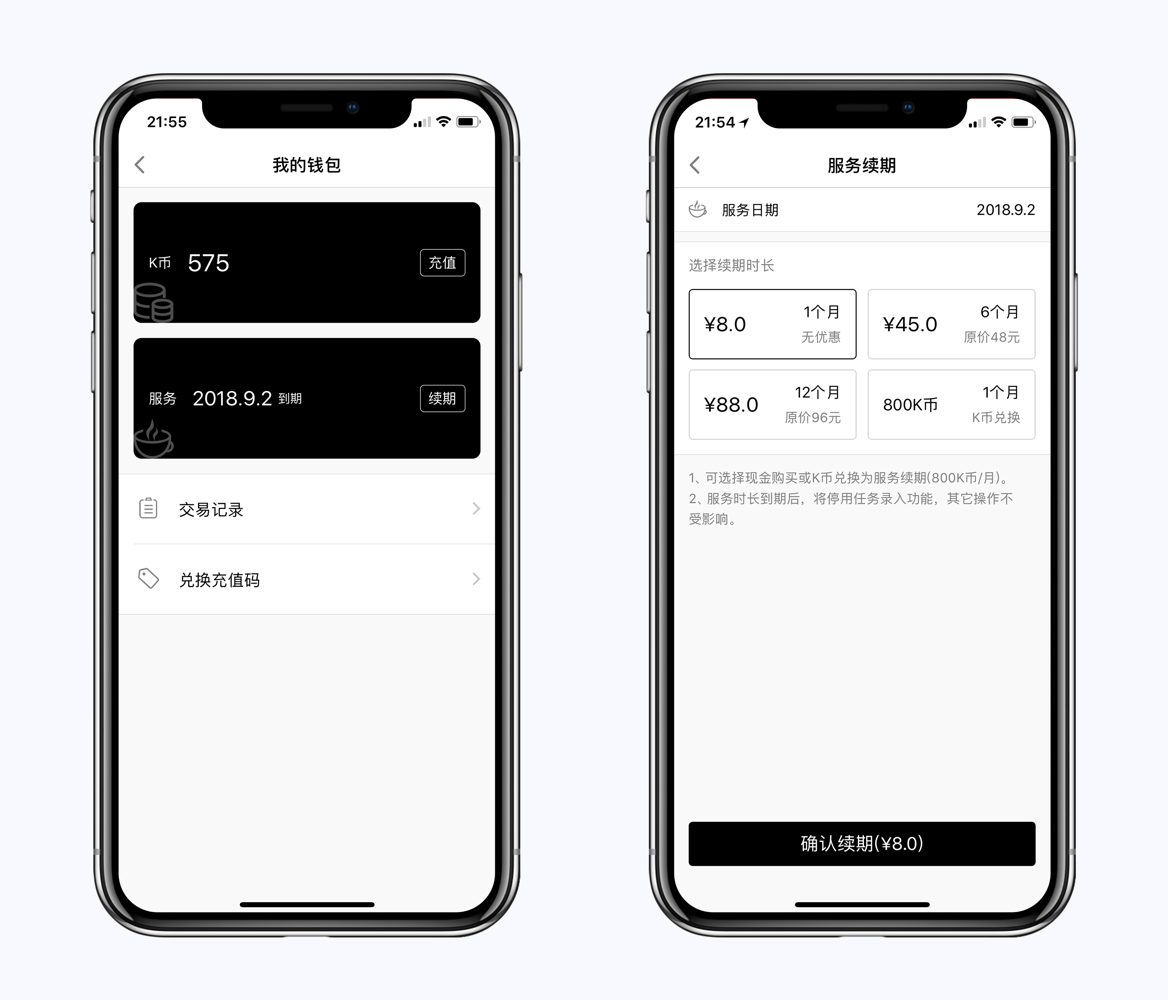 21:55
我的钱包
K币 575 充值
服务 2018.9.2 到期 续期
交易记录
兑换充值码
21:54
服务续期
服务日期 2018.9.2
选择续期时长
¥8.0 1个月
无优惠
¥45.0 6个月
原价48元
¥88.0 12个月
原价96元
800K币 1个月
K币兑换
1、可选择现金购买或K币兑换为服务续期(800K币/月)。
2、服务时长到期后，将停用任务录入功能，其它操作不
受影响。
确认续期(¥8.0)